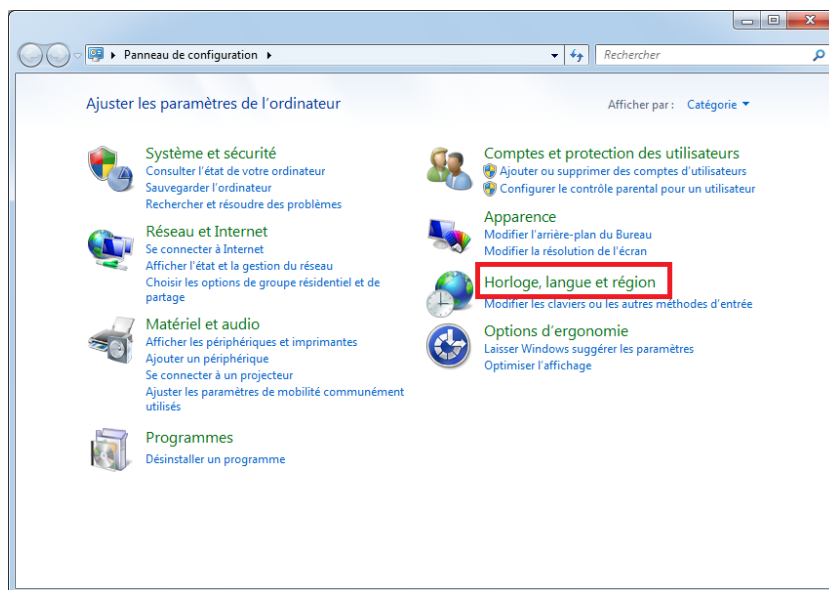 Panneau de configuration
Rechercher
Ajuster les paramètres de l'ordinateur
Afficher par : Catégorie
Système et sécurité
Consulter l'état de votre ordinateur
Sauvegarder l'ordinateur
Rechercher et résoudre des problèmes
Réseau et Internet
Se connecter à Internet
Afficher l'état et la gestion du réseau
Choisir les options de groupe résidentiel et de
partage
Matériel et audio
Afficher les périphériques et imprimantes
Ajouter un périphérique
Se connecter à un projecteur
Ajuster les paramètres de mobilité communément
utilisés
Programmes
Désinstaller un programme
Comptes et protection des utilisateurs
Ajouter ou supprimer des comptes d'utilisateurs
Configurer le contrôle parental pour un utilisateur
Apparence
Modifier l'arrière-plan du Bureau
Modifier la résolution de l'écran
Horloge, langue et région
Modifier les claviers ou les autres méthodes d'entrée
Options d'ergonomie
Laisser Windows suggérer les paramètres
Optimiser l'affichage